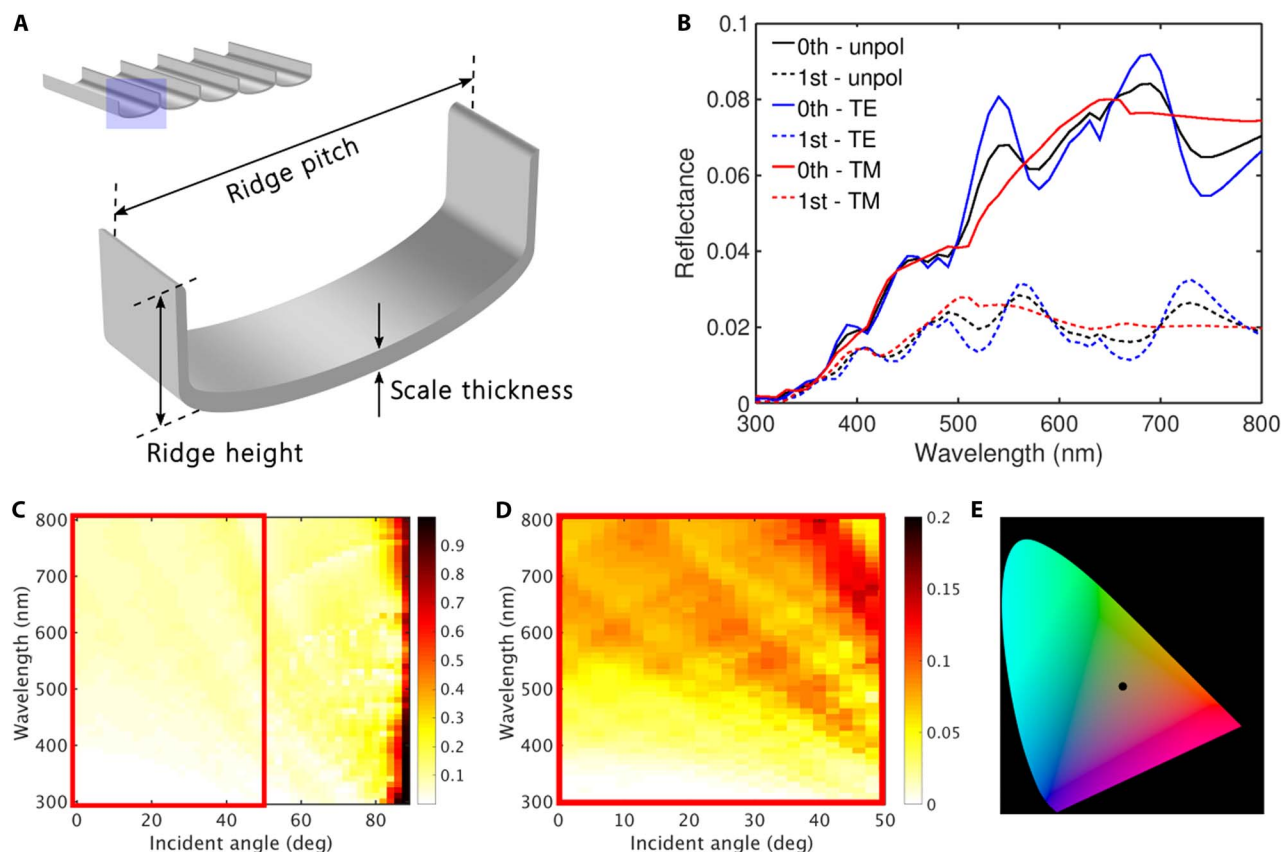 A
Ridge pitch
Scale thickness
Ridge height
B
0.1
0.08
0.06
0.04
0.02
0
Reflectance
0th - unpol
1st - unpol
0th - TE
1st - TE
0th - TM
1st - TM
300 400 500 600 700 800
Wavelength (nm)
C
800
700
600
500
400
300
Wavelength (nm)
0 20 40 60 80
Incident angle (deg)
0.9
0.8
0.7
0.6
0.5
0.4
0.3
0.2
0.1
D
800
700
600
500
400
300
Wavelength (nm)
0 10 20 30 40 50
Incident angle (deg)
0.2
0.15
0.1
0.05
0
E